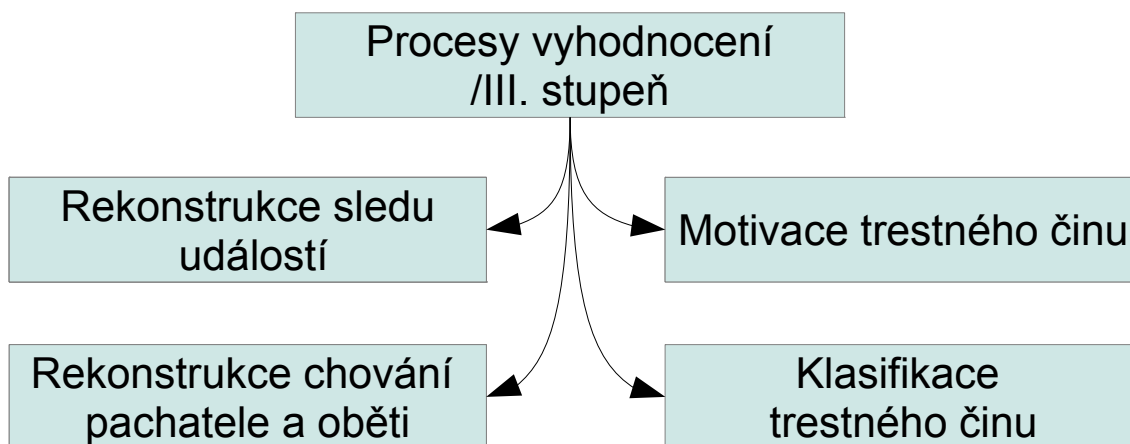 Procesy vyhodnocení
/III. stupeň
Rekonstrukce sledu
událostí
Motivace trestného činu
Rekonstrukce chování
pachatele a oběti
Klasifikace
trestného činu